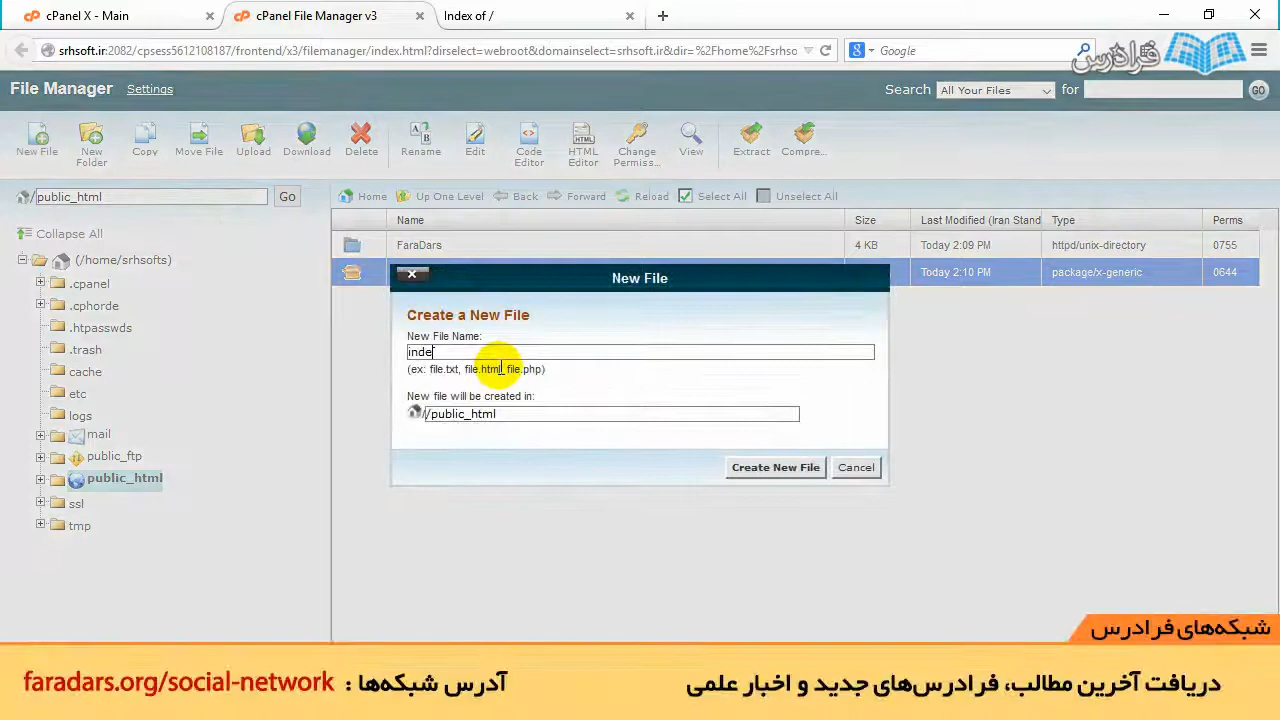 cPanel X - Main
cPanel File Manager v3
Index of /
srhsoft.ir:2082/cpsess5612108187/frontend/x3/filemanager/index.html?dirselect=webroot&domainselect=srhsoft.ir&dir=%2Fhome%2Fsrhso
Google
فرادرس
File Manager
Settings
Search
All Your Files
for
GO
New File
New Folder
Copy
Move File
Upload
Download
Delete
Rename
Edit
Code Editor
HTML Editor
Change Permiss...
View
Extract
Compre...
/public_html
Go
Home
Up One Level
Back
Forward
Reload
Select All
Unselect All
Collapse All
Name
Size
Last Modified (Iran Stand
Type
Perms
(/home/srhsofts)
.cpanel
.cphorde
.htpasswds
.trash
cache
etc
logs
mail
public_ftp
public_html
ssl
tmp
FaraDars
4 KB
Today 2:09 PM
httpd/unix-directory
0755
Today 2:10 PM
package/x-generic
0644
New File
Create a New File
New File Name:
inde
(ex: file.txt, file.html, file.php)
New file will be created in:
//public_html
Create New File
Cancel
شبکه‌های فرادرس
دریافت آخرین مطالب، فرادرس‌های جدید و اخبار علمی
آدرس شبکه‌ها : faradars.org/social-network